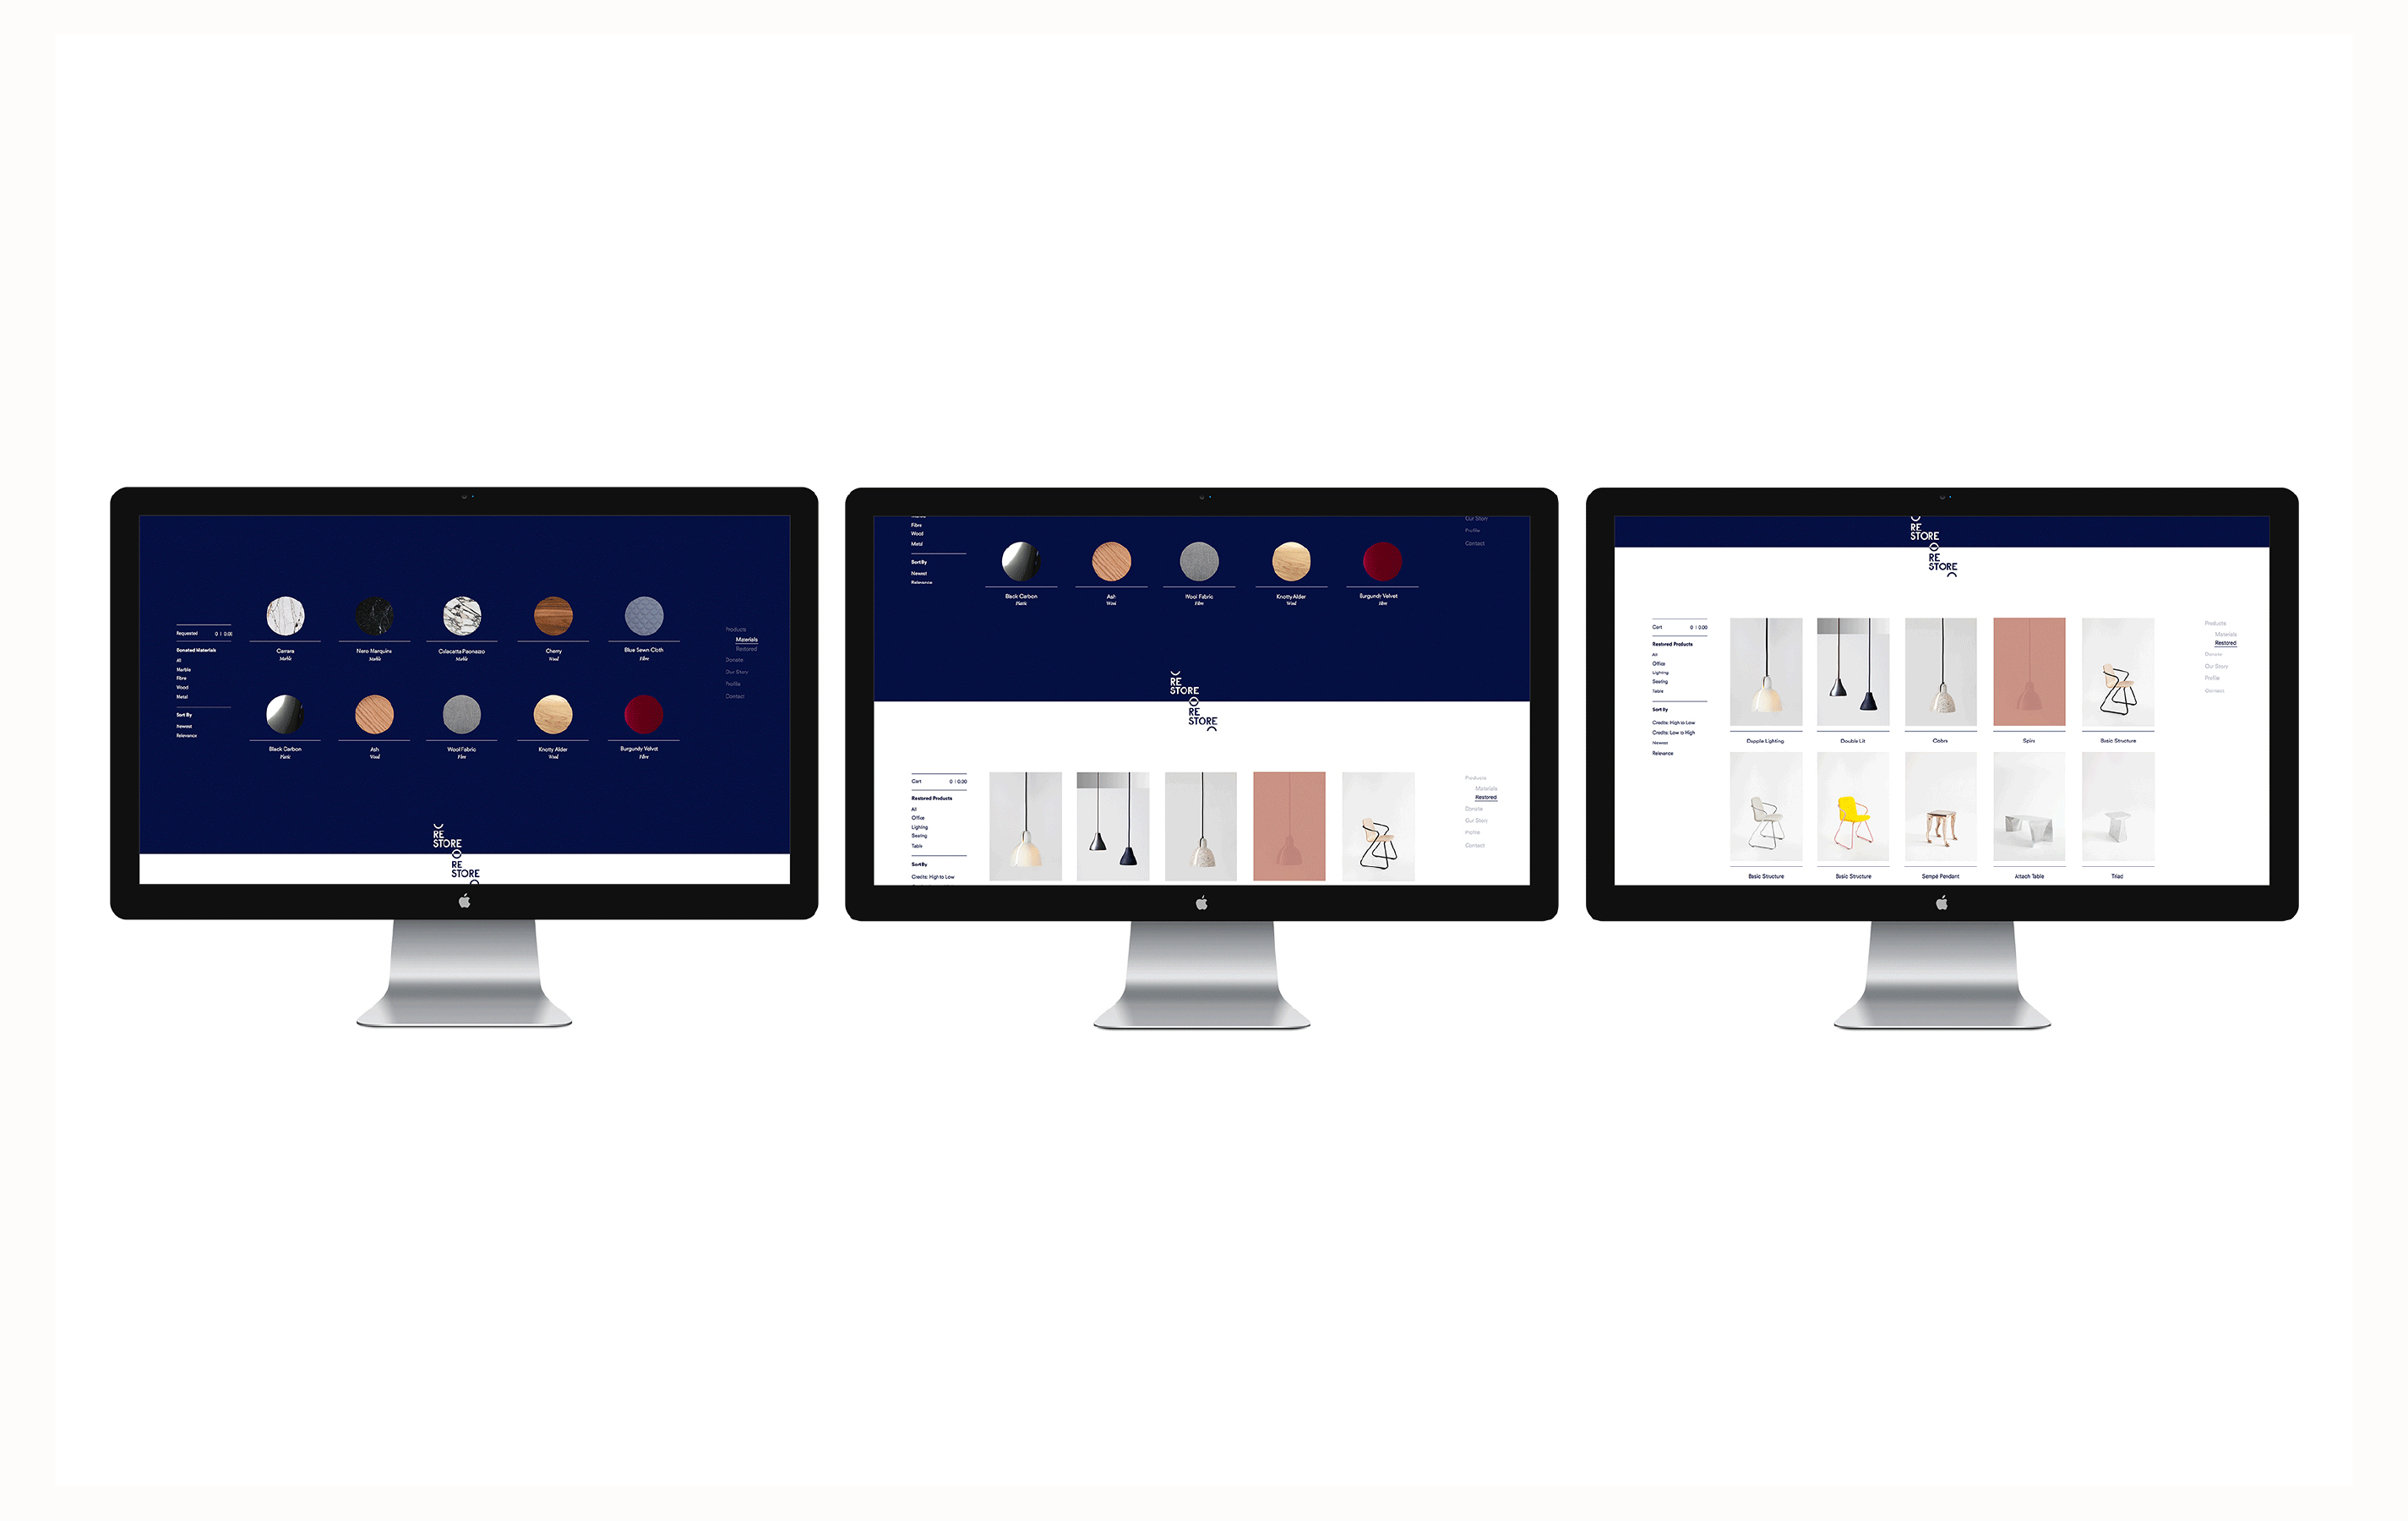 Requested 0 | 0.00
Donated Materials
All
Marble
Fibre
Wood
Metal
Sort By
Newest
Relevance
Carrara
Marble
Nero Marquire
Marble
Calacatta Paonazzo
Marble
Cherry
Wood
Blue Sewn Cloth
Fibre
Black Carbon
Plastic
Ash
Wood
Wool Fabric
Fibre
Knotty Alder
Wood
Burgundy Velvet
Fibre
Products
Materials
Restored
Donate
Our Story
Profile
Contact
RE
STORE
RE
STORE
Fibre
Wood
Metal
Sort By
Newest
Relevance
Black Carbon
Plastic
Ash
Wood
Wool Fabric
Fibre
Knotty Alder
Wood
Burgundy Velvet
Fibre
Our Story
Profile
Contact
RE
STORE
RE
STORE
Cart 0 | 0.00
Restored Products
All
Office
Lighting
Seating
Table
Sort By
Credits: High to Low
Products
Materials
Restored
Donate
Our Story
Profile
Contact
RE
STORE
RE
STORE
Cart 0 | 0.00
Restored Products
All
Office
Lighting
Seating
Table
Sort By
Credits: High to Low
Credits: Low to High
Newest
Relevance
Dapple Lighting
Double Lit
Cobra
Spin
Basic Structure
Basic Structure
Basic Structure
Sempé Pendant
Attach Table
Triad
Products
Materials
Restored
Donate
Our Story
Profile
Contact